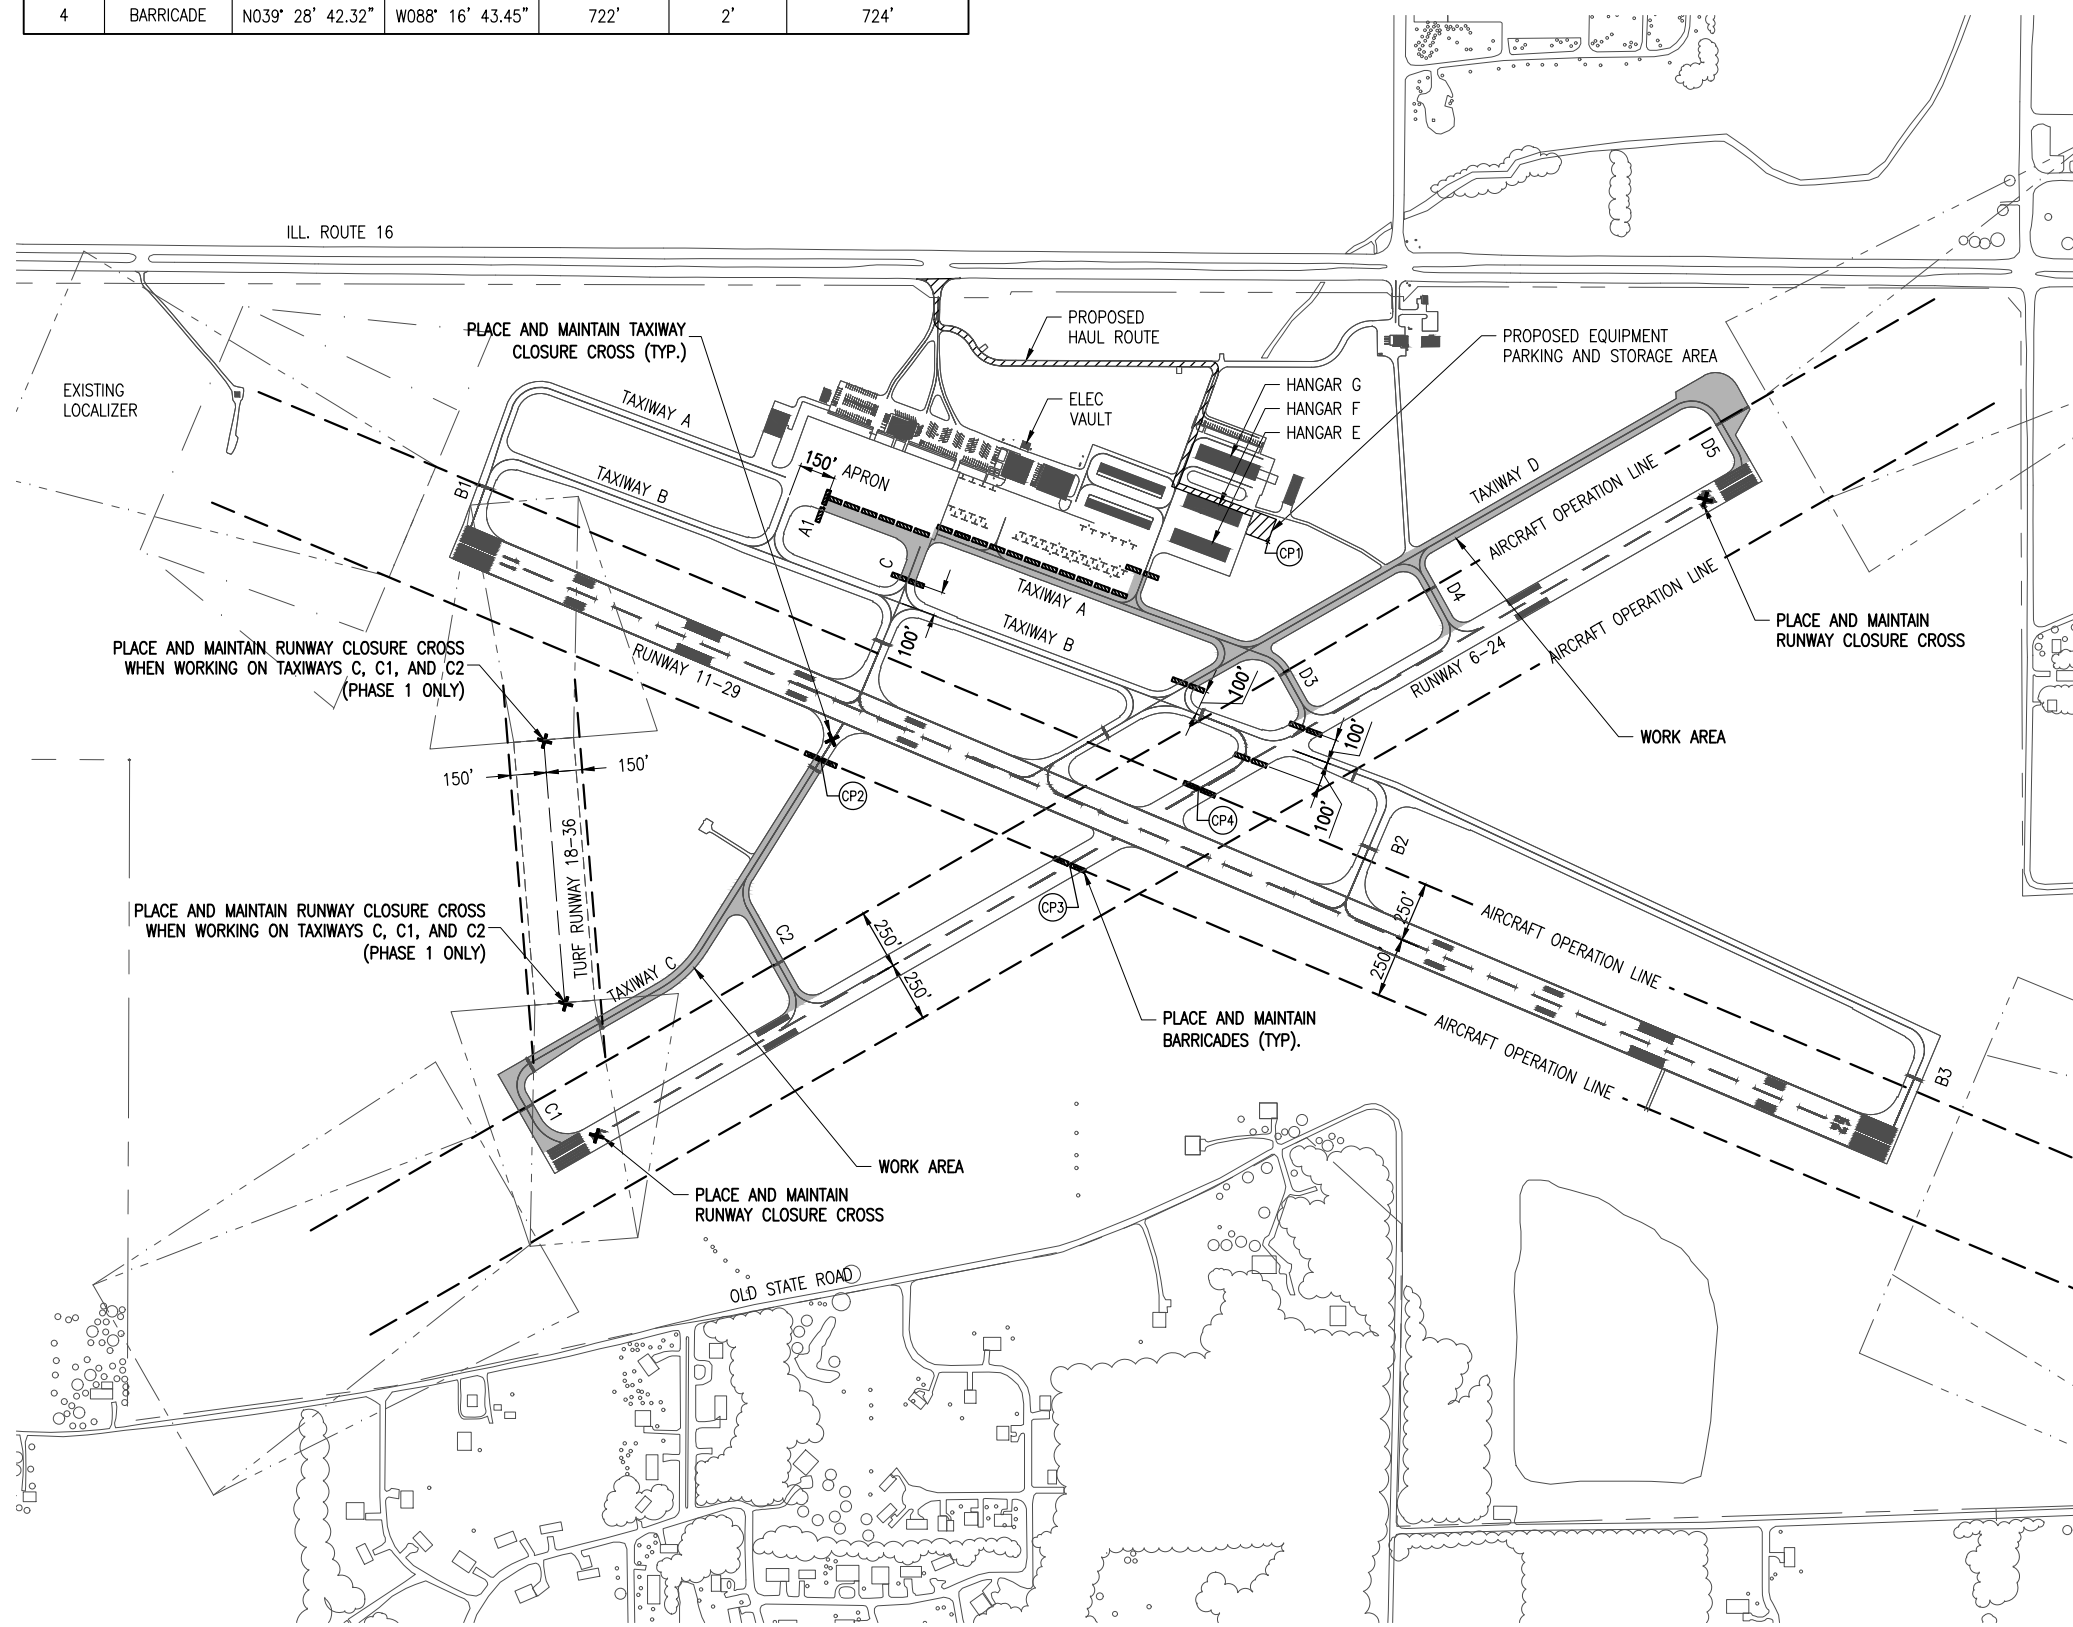 4 BARRICADE N039° 28' 42.32" W088° 16' 43.45" 722' 2' 724'
ILL. ROUTE 16
EXISTING
LOCALIZER
PLACE AND MAINTAIN TAXIWAY
CLOSURE CROSS (TYP.)
PROPOSED
HAUL ROUTE
PROPOSED EQUIPMENT
PARKING AND STORAGE AREA
ELEC
VAULT
HANGAR G
HANGAR F
HANGAR E
TAXIWAY A
TAXIWAY B
B1
150' APRON
A1
C
CP1
TAXIWAY A
TAXIWAY B
100'
TAXIWAY D
AIRCRAFT OPERATION LINE
D5
D4
D3
AIRCRAFT OPERATION LINE
RUNWAY 6-24
PLACE AND MAINTAIN
RUNWAY CLOSURE CROSS
WORK AREA
PLACE AND MAINTAIN RUNWAY CLOSURE CROSS
WHEN WORKING ON TAXIWAYS C, C1, AND C2
(PHASE 1 ONLY)
RUNWAY 11-29
100'
100'
100'
150'
150'
CP2
CP4
B2
TURF RUNWAY 18-36
PLACE AND MAINTAIN RUNWAY CLOSURE CROSS
WHEN WORKING ON TAXIWAYS C, C1, AND C2
(PHASE 1 ONLY)
TAXIWAY C
C2
CP3
250'
250'
250'
250'
AIRCRAFT OPERATION LINE
AIRCRAFT OPERATION LINE
PLACE AND MAINTAIN
BARRICADES (TYP).
B3
C1
WORK AREA
PLACE AND MAINTAIN
RUNWAY CLOSURE CROSS
OLD STATE ROAD